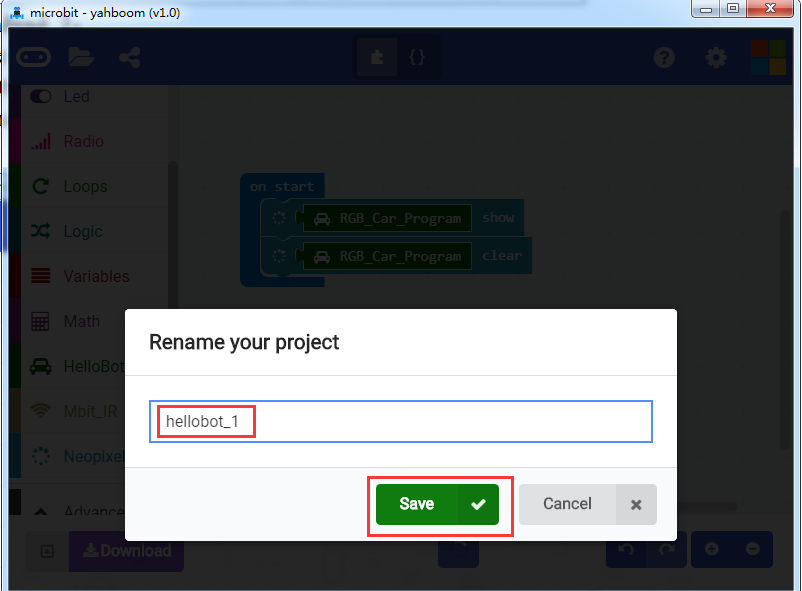 microbit - yahboom (v1.0)
{}
?
Led
Radio
Loops
Logic
Variables
Math
HelloBot
Mbit_IR
Neopixel
Advance
on start
RGB_Car_Program show
RGB_Car_Program clear
Rename your project
hellobot_1
Save
Cancel
Download